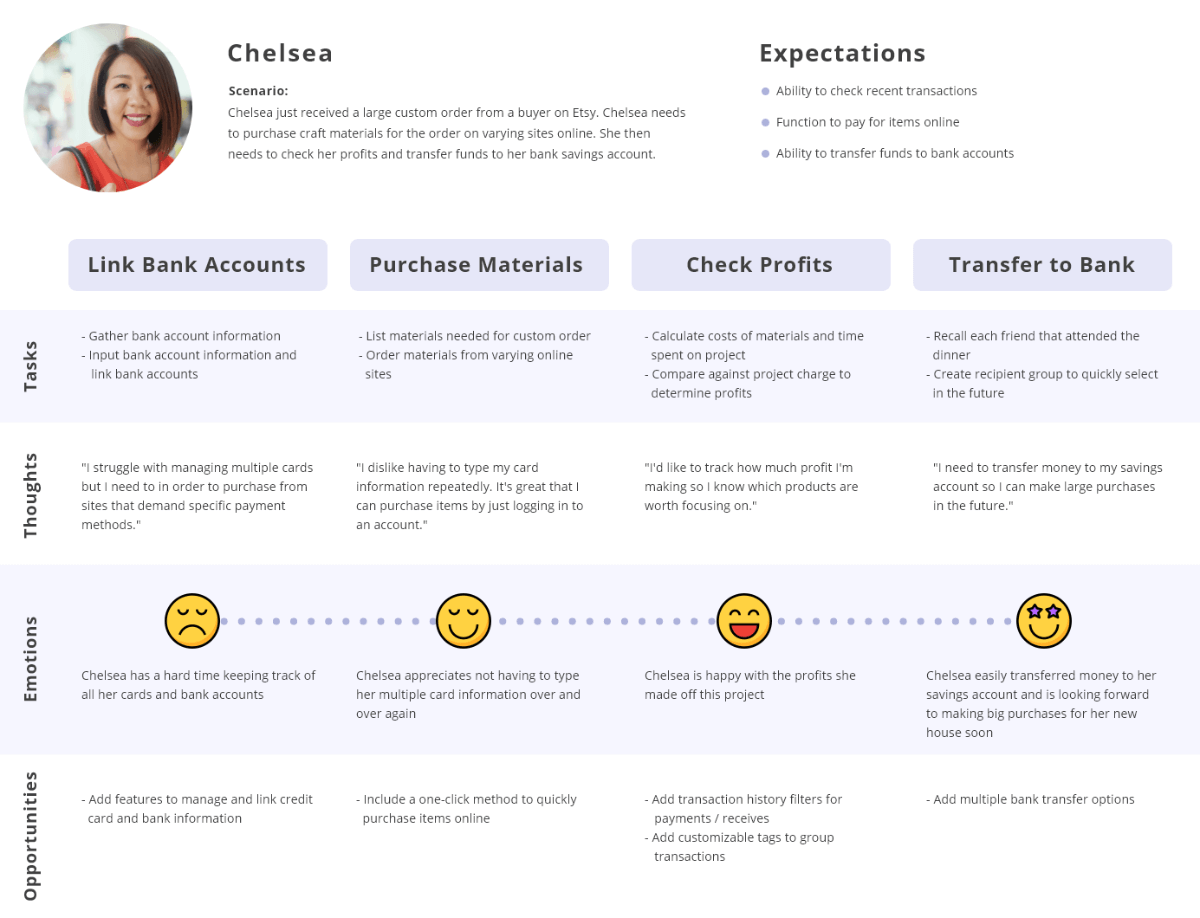 Chelsea
Scenario:
Chelsea just received a large custom order from a buyer on Etsy. Chelsea needs
to purchase craft materials for the order on varying sites online. She then
needs to check her profits and transfer funds to her bank savings account.
Expectations
Ability to check recent transactions
Function to pay for items online
Ability to transfer funds to bank accounts
Link Bank Accounts
Purchase Materials
Check Profits
Transfer to Bank
Tasks
- Gather bank account information
- Input bank account information and
link bank accounts
- List materials needed for custom order
- Order materials from varying online
sites
- Calculate costs of materials and time
spent on project
- Compare against project charge to
determine profits
- Recall each friend that attended the
dinner
- Create recipient group to quickly select
in the future
Thoughts
"I struggle with managing multiple cards
but I need to in order to purchase from
sites that demand specific payment
methods."
"I dislike having to type my card
information repeatedly. It's great that I
can purchase items by just logging in to
an account."
"I'd like to track how much profit I'm
making so I know which products are
worth focusing on."
"I need to transfer money to my savings
account so I can make large purchases
in the future."
Emotions
Chelsea has a hard time keeping track of
all her cards and bank accounts
Chelsea appreciates not having to type
her multiple card information over and
over again
Chelsea is happy with the profits she
made off this project
Chelsea easily transferred money to her
savings account and is looking forward
to making big purchases for her new
house soon
Opportunities
- Add features to manage and link credit
card and bank information
- Include a one-click method to quickly
purchase items online
- Add transaction history filters for
payments / receives
- Add customizable tags to group
transactions
- Add multiple bank transfer options